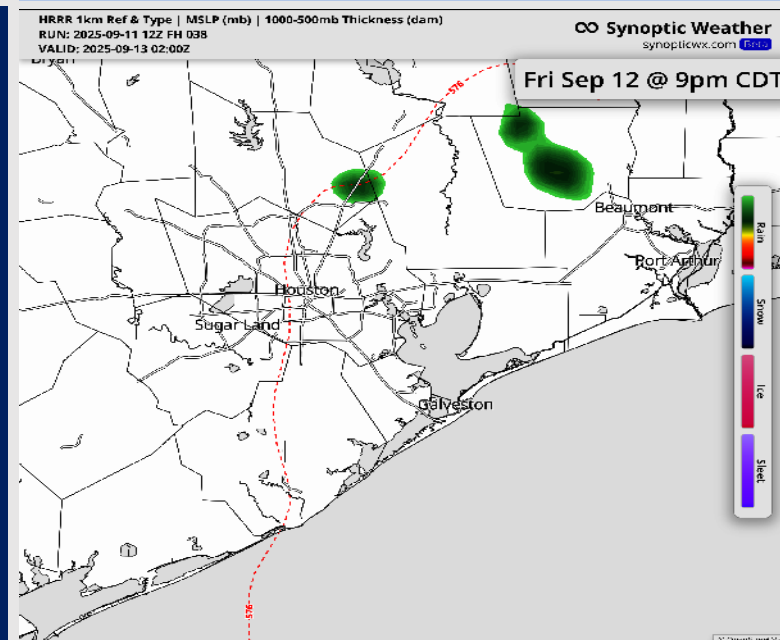 HRRR 1km Ref & Type | MSLP (mb) | 1000-500mb Thickness (dam)
RUN: 2025-09-11 12Z FH 038
VALID: 2025-09-13 02:00Z
Synoptic Weather
synopticwx.com Beta
Fri Sep 12 @ 9pm CDT
Bryan
576
Beaumont
Port Arthur
Houston
Sugar Land
Galveston
576
Rain
Snow
Ice
Sleet